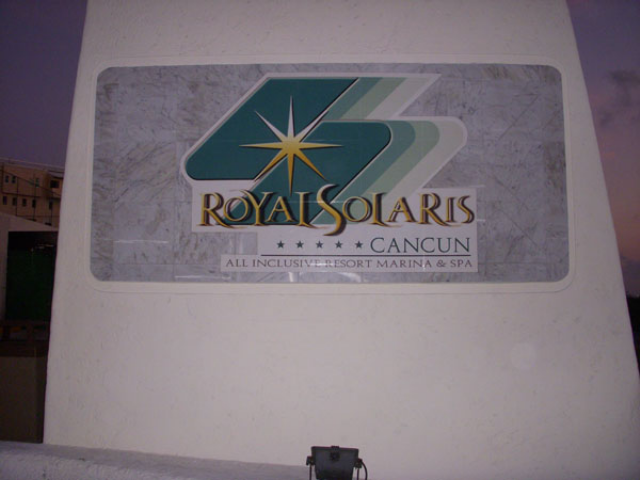 ROYAL SOLARIS
★ ★ ★ ★ ★ CANCUN
ALL INCLUSIVE RESORT MARINA & SPA